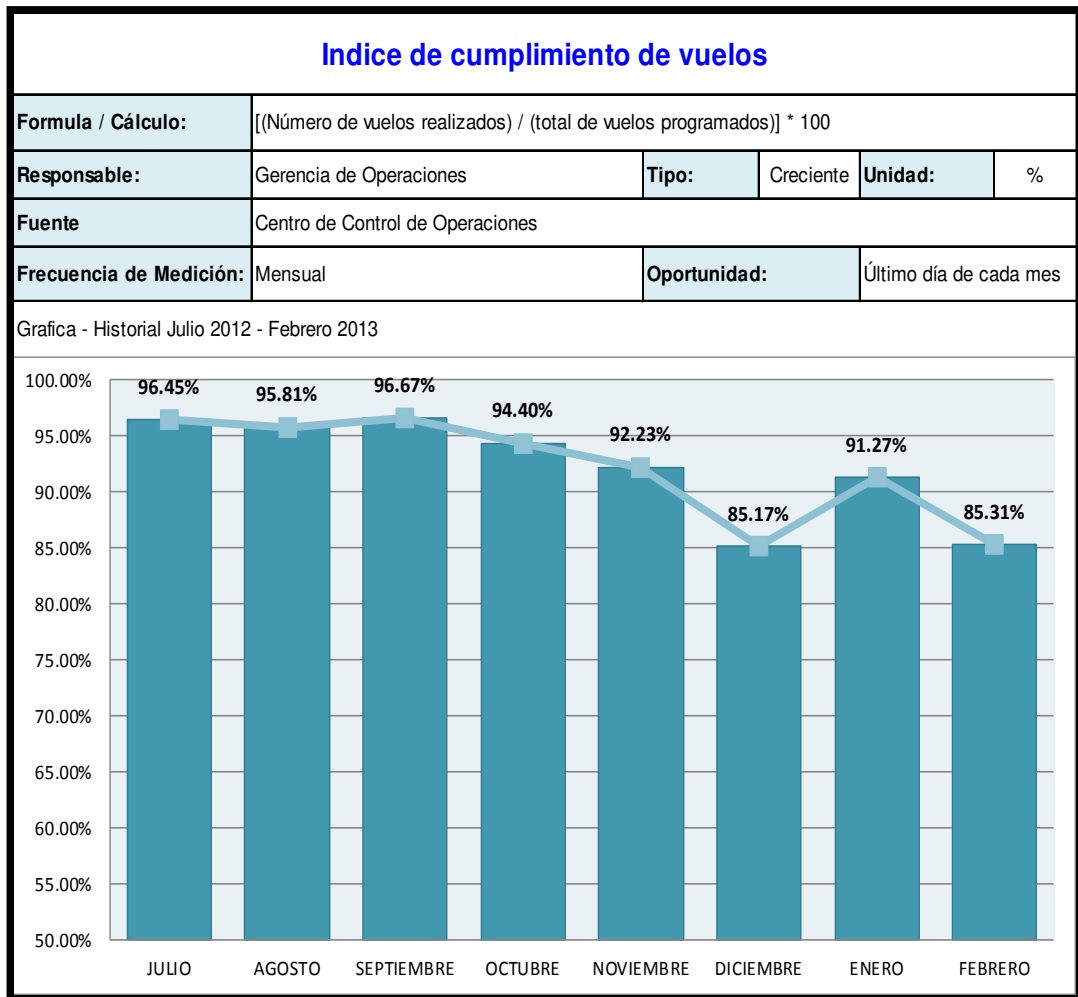 Indice de cumplimiento de vuelos
Formula / Cálculo: [(Número de vuelos realizados) / (total de vuelos programados)] * 100
Responsable: Gerencia de Operaciones Tipo: Creciente Unidad: %
Fuente Centro de Control de Operaciones
Frecuencia de Medición: Mensual Oportunidad: Último día de cada mes
Grafica - Historial Julio 2012 - Febrero 2013
100.00%
95.00%
90.00%
85.00%
80.00%
75.00%
70.00%
65.00%
60.00%
55.00%
50.00%
96.45% 95.81% 96.67% 94.40% 92.23% 85.17% 91.27% 85.31%
JULIO AGOSTO SEPTIEMBRE OCTUBRE NOVIEMBRE DICIEMBRE ENERO FEBRERO